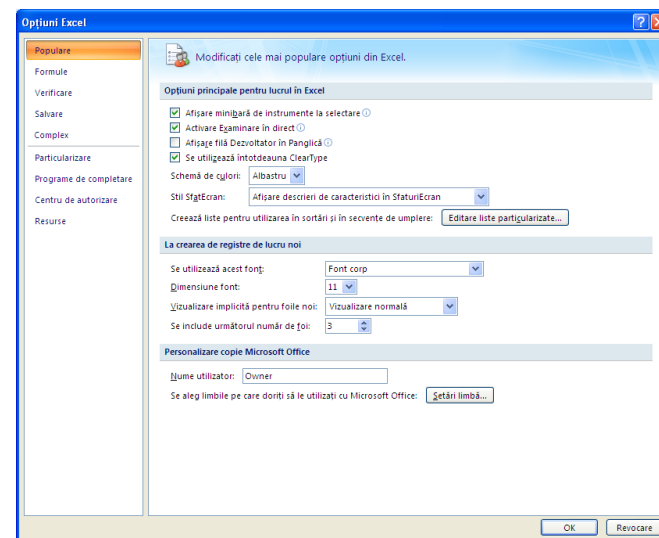 Opțiuni Excel
Populare
Formule
Verificare
Salvare
Complex
Particularizare
Programe de completare
Centru de autorizare
Resurse
Modificați cele mai populare opțiuni din Excel.
Opțiuni principale pentru lucrul în Excel
Afișare minibară de instrumente la selectare
Activare Examinare în direct
Afișare filă Dezvoltator în Panglică
Se utilizează întotdeauna ClearType
Schemă de culori: Albastru
Stil SfatEcran: Afișare descrieri de caracteristici în SfaturiEcran
Creează liste pentru utilizarea în sortări și în secvențe de umplere: Editare liste particularizate...
La crearea de registre de lucru noi
Se utilizează acest font: Font corp
Dimensiune font: 11
Vizualizare implicită pentru foile noi: Vizualizare normală
Se include următorul număr de foi: 3
Personalizare copie Microsoft Office
Nume utilizator: Owner
Se aleg limbile pe care doriți să le utilizați cu Microsoft Office: Setări limbă...
OK Revocare